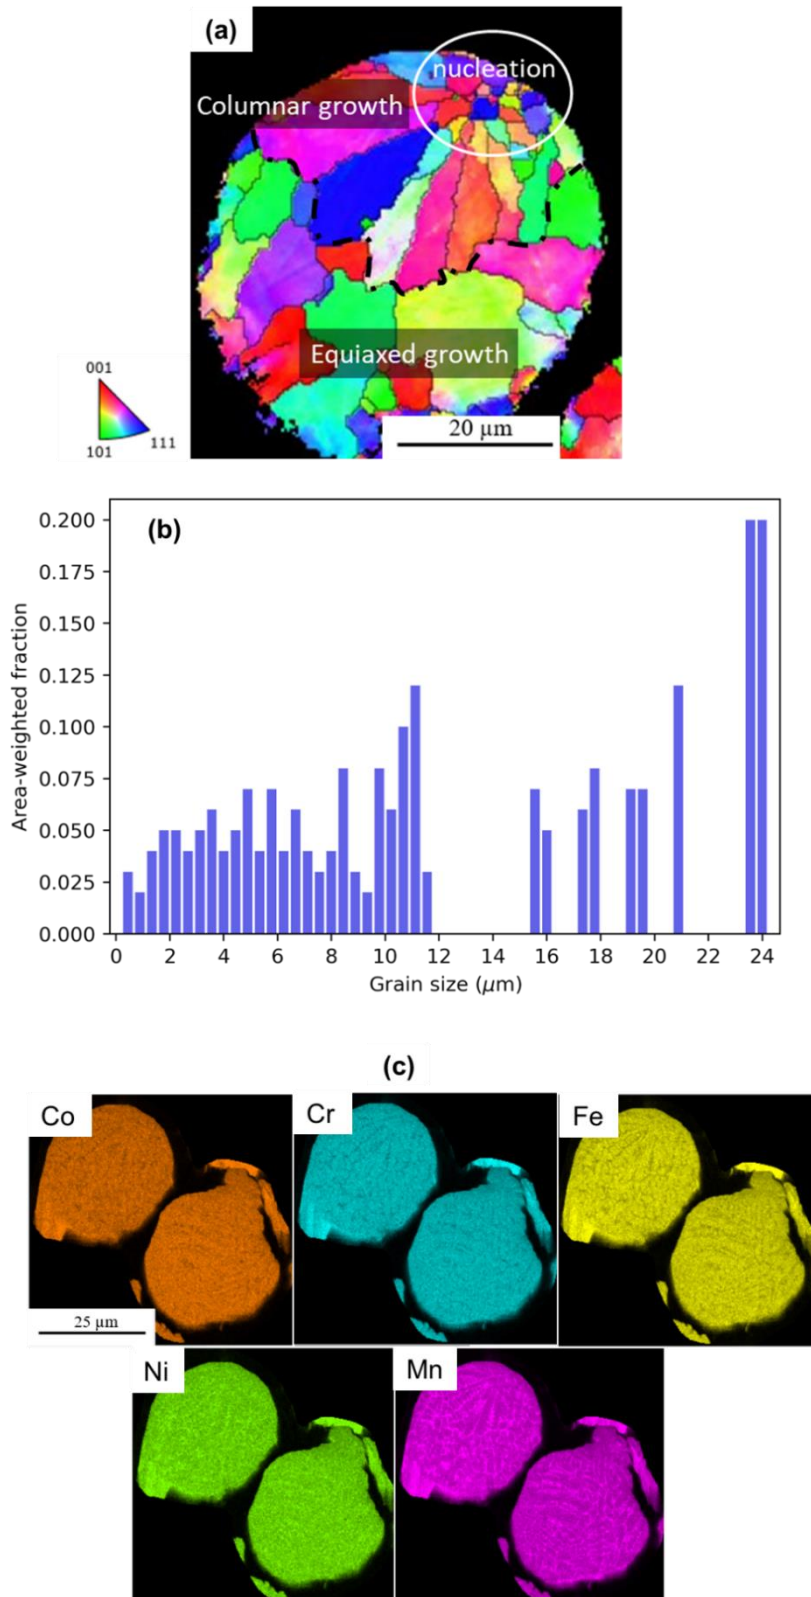 (a)
nucleation
Columnar growth
Equiaxed growth
001
101
111
20 µm
(b)
Area-weighted fraction
0.200
0.175
0.150
0.125
0.100
0.075
0.050
0.025
0.000
0 2 4 6 8 10 12 14 16 18 20 22 24
Grain size (µm)
(c)
Co
Cr
Fe
25 µm
Ni
Mn